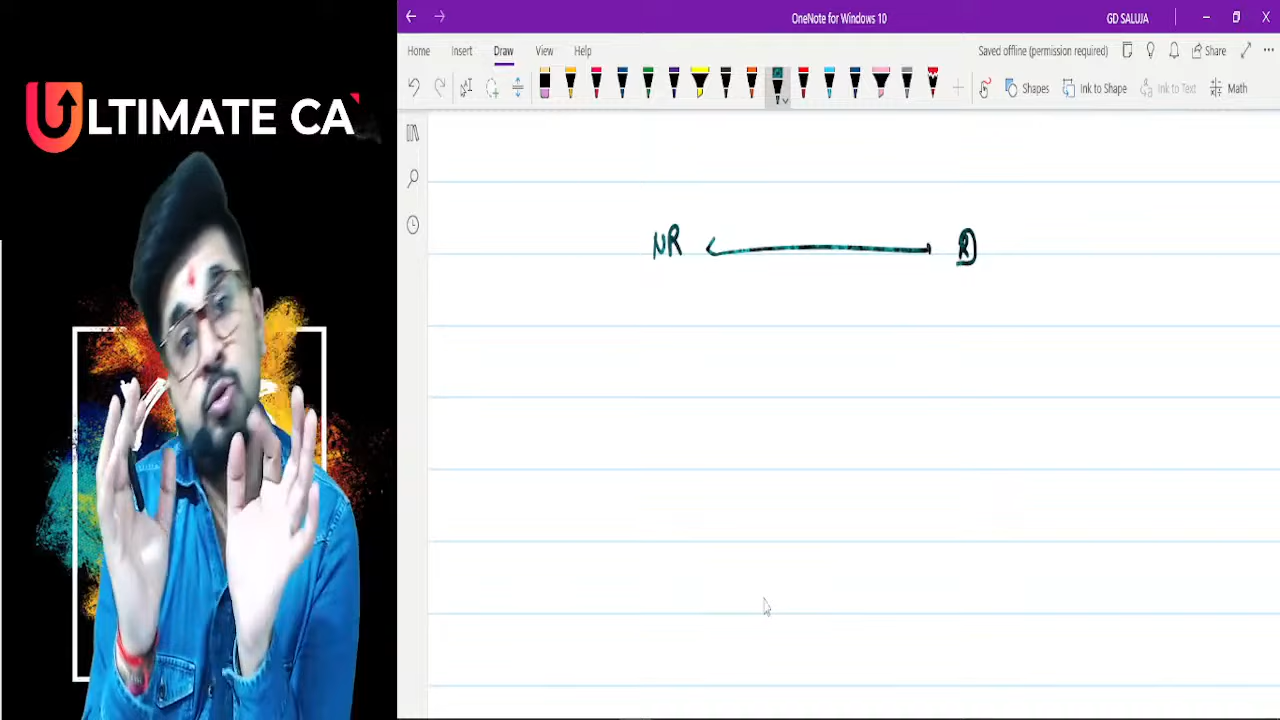 ULTIMATE CA
OneNote for Windows 10
GD SALUJA
Home Insert Draw View Help
Saved offline (permission required)
Share
Shapes
Ink to Shape
Ink to Text
Math
NR
R